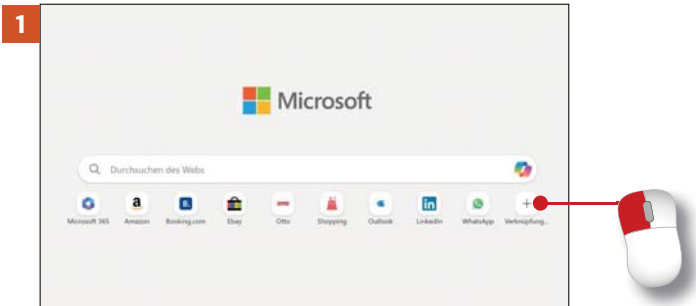 1
Microsoft
Durchsuchen des Webs
Microsoft 365 Amazon Booking.com Ebay Otto Shopping Outlook LinkedIn WhatsApp Verknüpfung...